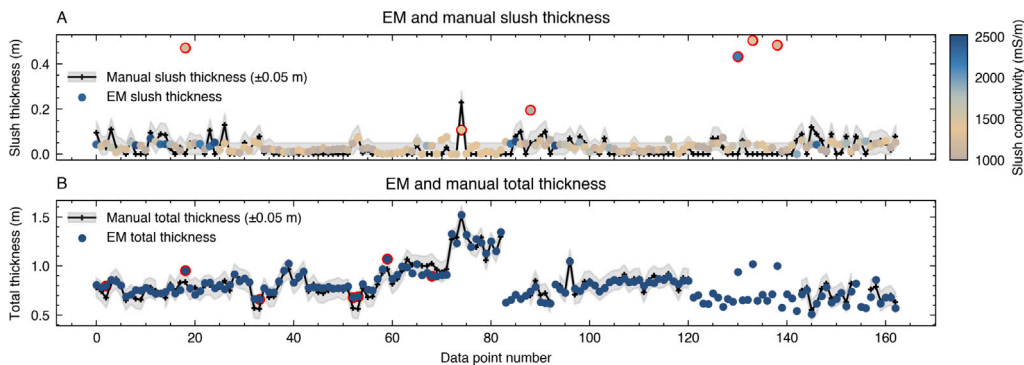 A
EM and manual slush thickness
Slush thickness (m)
0.4
0.2
0.0
Manual slush thickness (±0.05 m)
EM slush thickness
2500
2000
1500
1000
Slush conductivity (mS/m)
B
EM and manual total thickness
Total thickness (m)
1.5
1.0
0.5
Manual total thickness (±0.05 m)
EM total thickness
0 20 40 60 80 100 120 140 160
Data point number